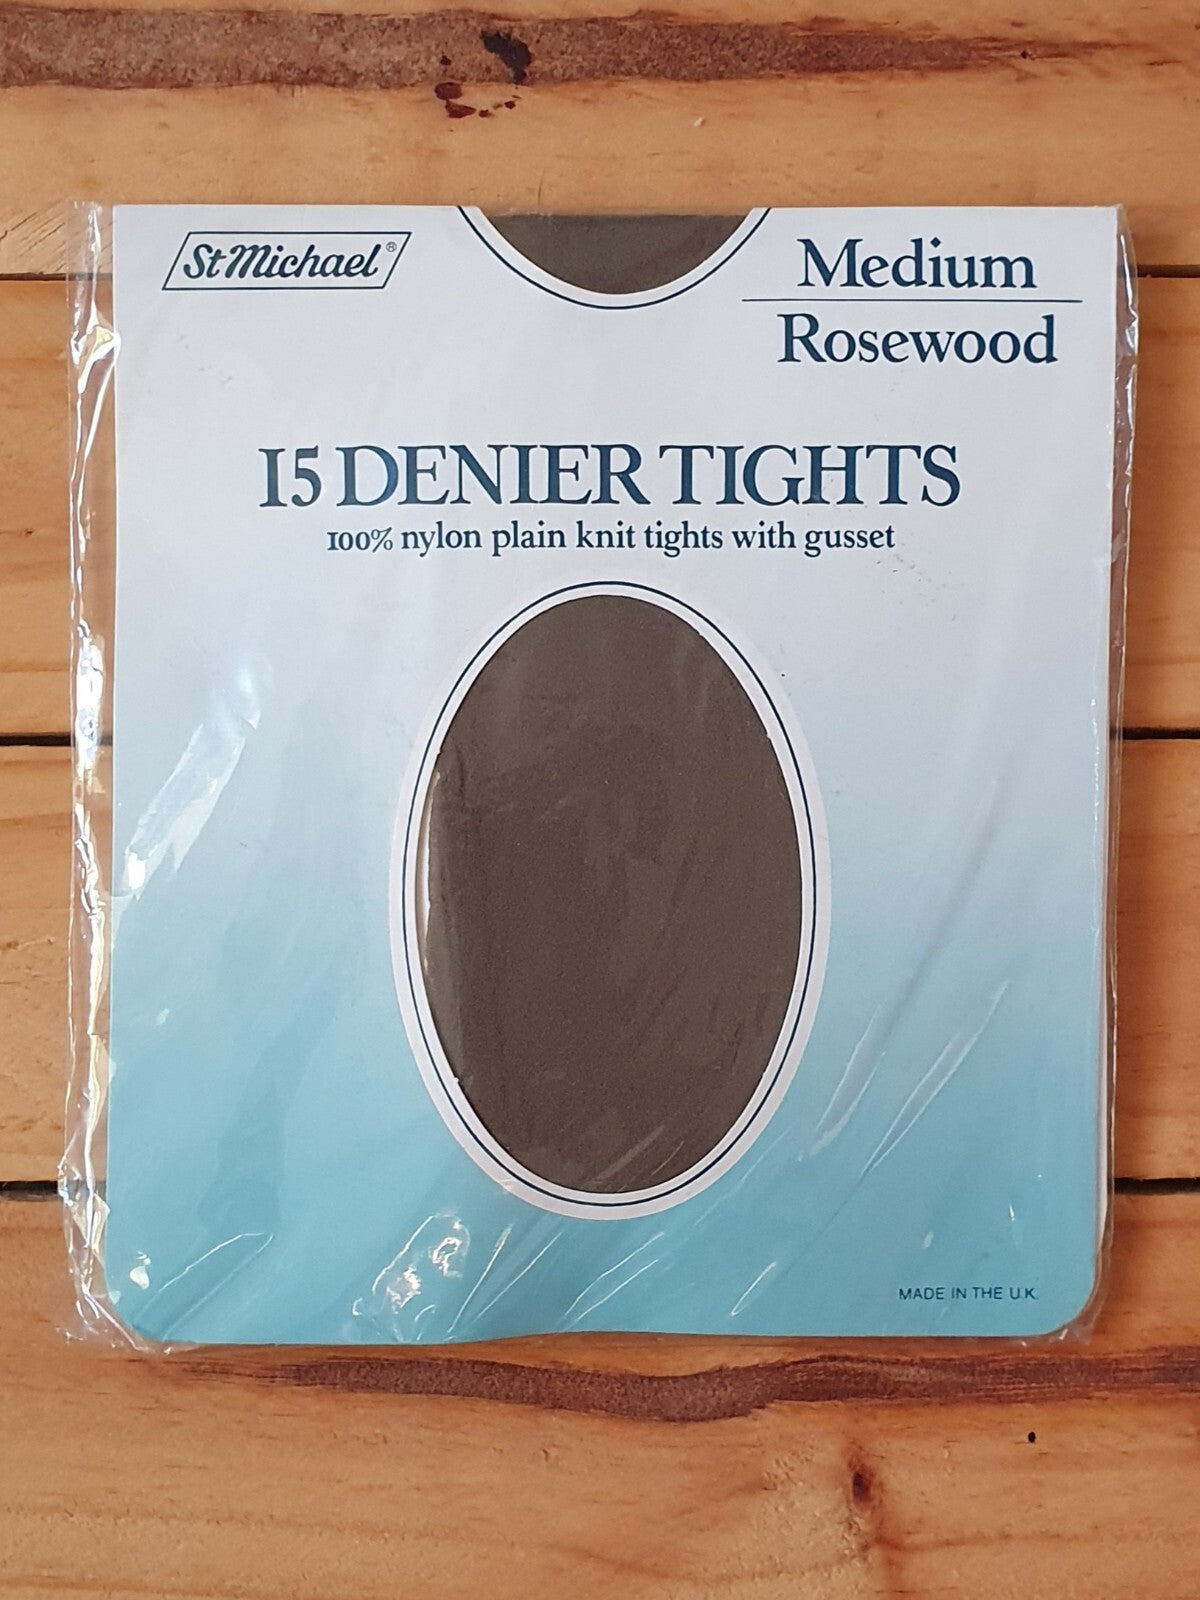 St Michael®
Medium
Rosewood
15 DENIER TIGHTS
100% nylon plain knit tights with gusset
MADE IN THE U.K.